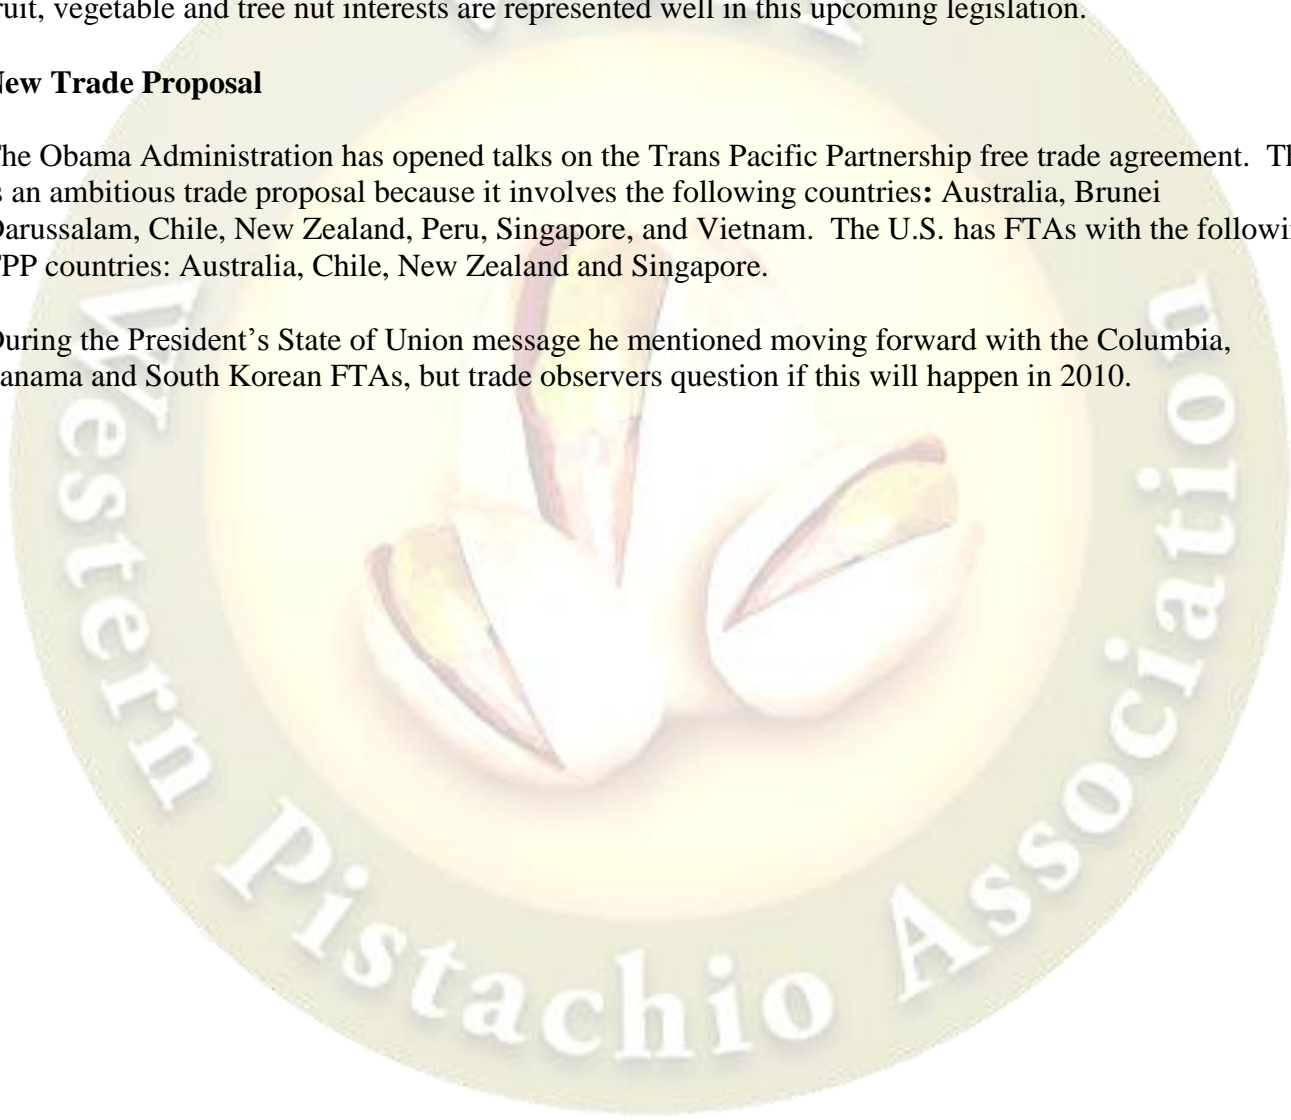 ruit, vegetable and tree nut interests are represented well in this upcoming legislation.
New Trade Proposal
The Obama Administration has opened talks on the Trans Pacific Partnership free trade agreement. Th
s an ambitious trade proposal because it involves the following countries: Australia, Brunei
Darussalam, Chile, New Zealand, Peru, Singapore, and Vietnam. The U.S. has FTAs with the followi
TPP countries: Australia, Chile, New Zealand and Singapore.
During the President’s State of Union message he mentioned moving forward with the Columbia,
anama and South Korean FTAs, but trade observers question if this will happen in 2010.
Western Pistachio Association